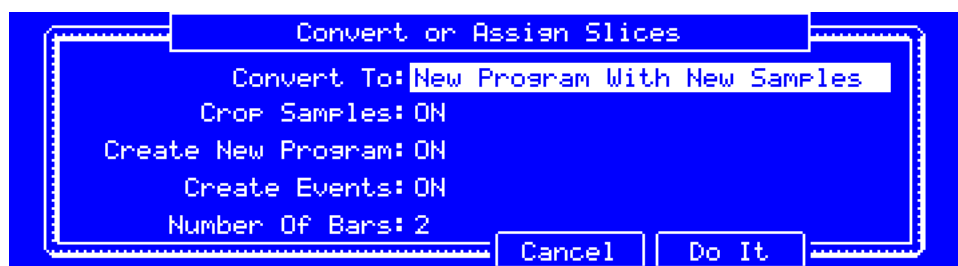 Convert or Assign Slices
Convert To: New Program With New Samples
Crop Samples: ON
Create New Program: ON
Create Events: ON
Number Of Bars: 2
Cancel Do It